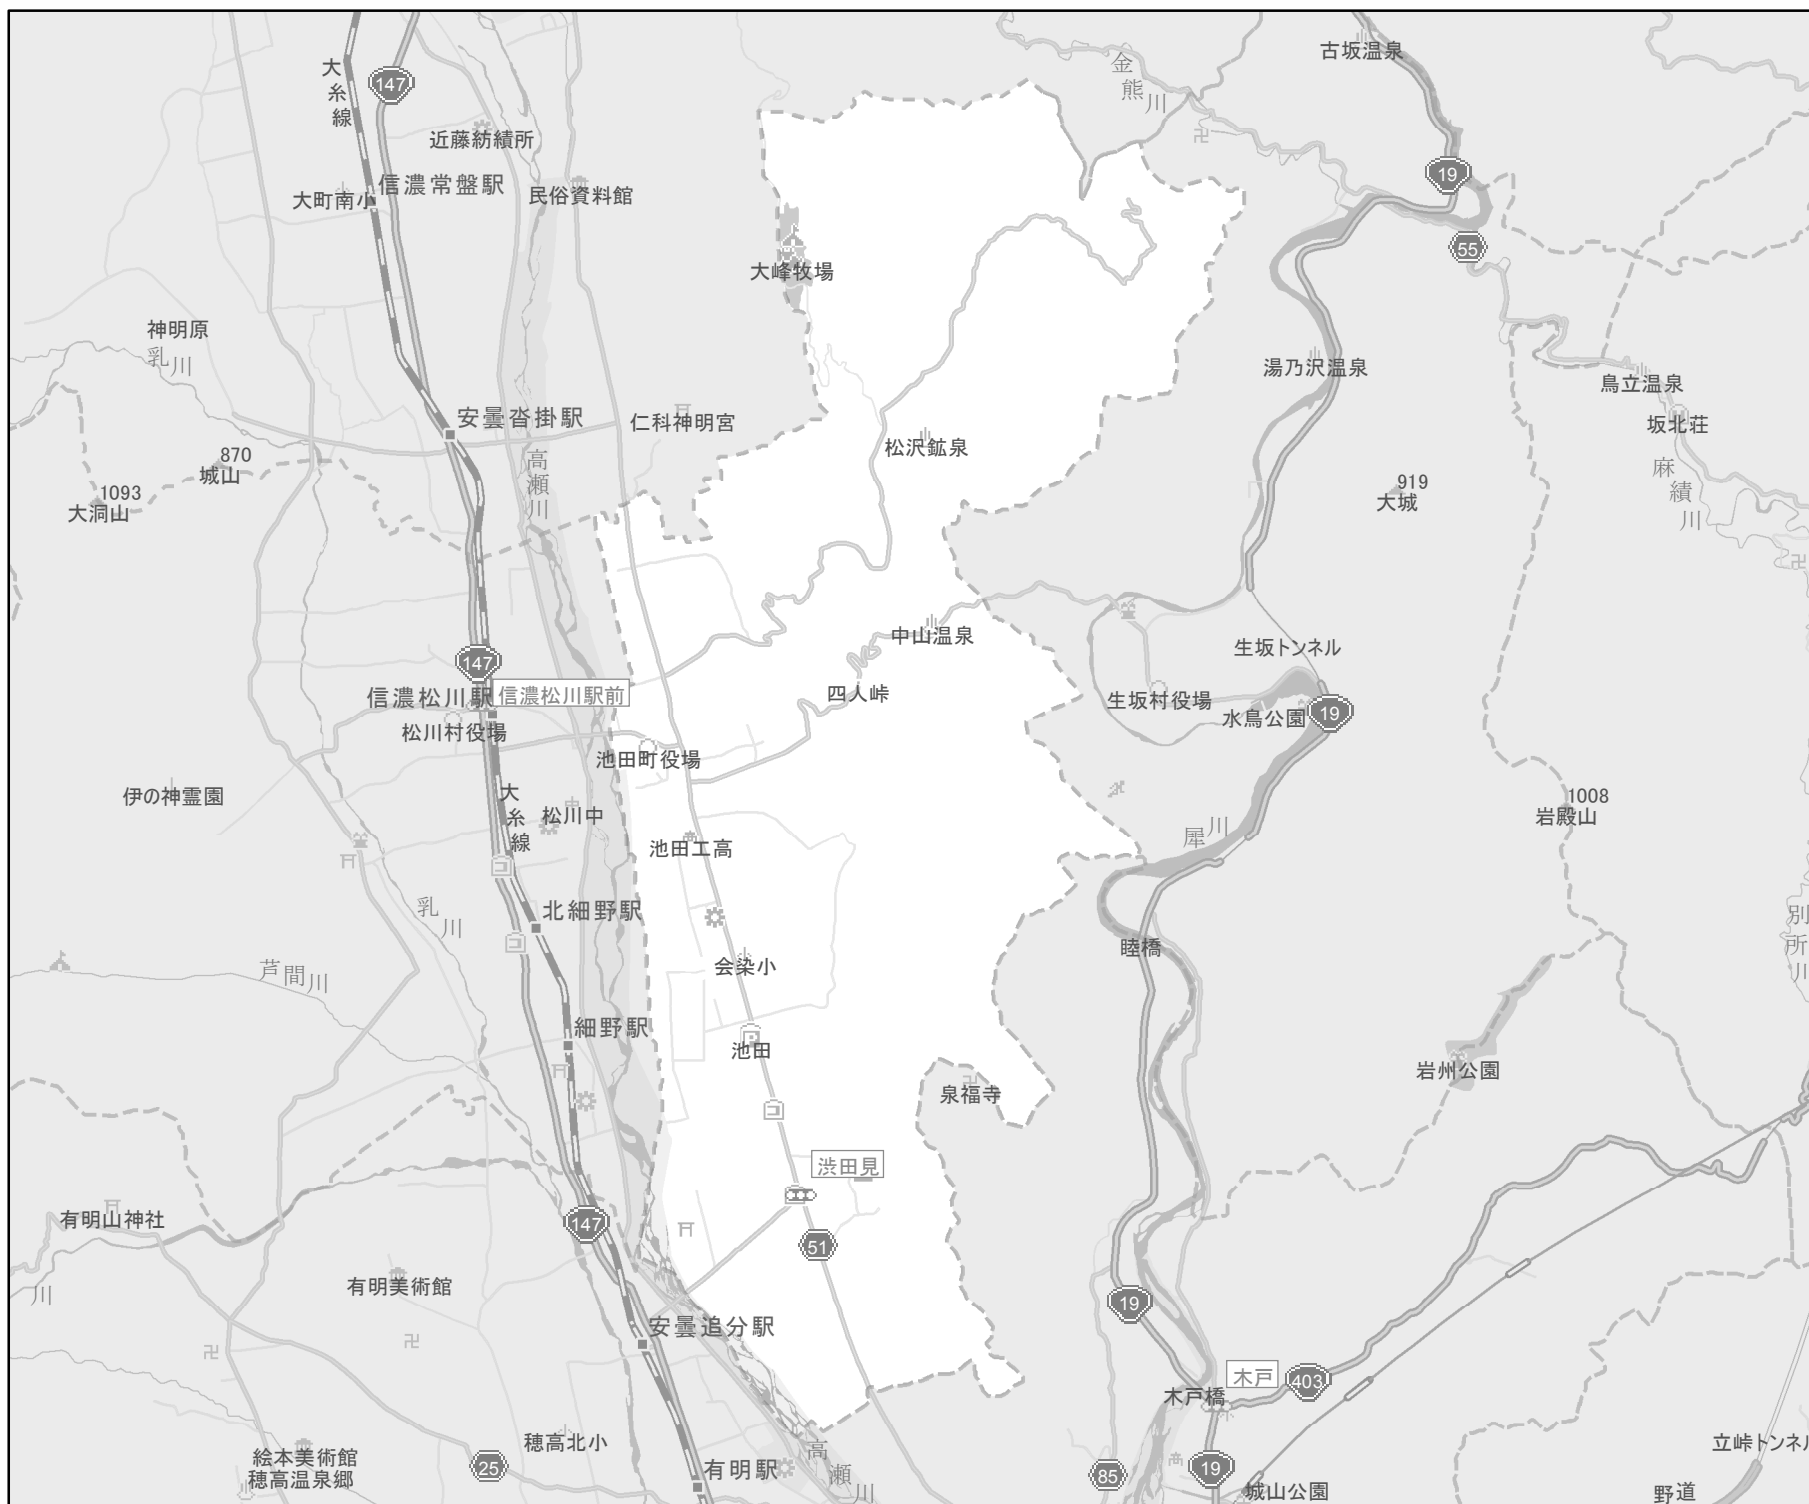 古坂温泉
金熊川
大糸線
147
近藤紡績所
19
信濃常盤駅
大町南小
民俗資料館
55
大峰牧場
神明原
乳川
湯乃沢温泉
鳥立温泉
安曇沓掛駅
仁科神明宮
坂北荘
松沢鉱泉
870
城山
高瀬川
麻績川
1093
大洞山
919
大城
中山温泉
生坂トンネル
147
信濃松川駅
信濃松川駅前
四人峠
生坂村役場
水鳥公園
19
松川村役場
池田町役場
伊の神霊園
大糸線
松川中
1008
岩殿山
犀川
池田工高
乳川
北細野駅
別所川
睦橋
芦間川
会染小
細野駅
池田
岩州公園
泉福寺
渋田見
有明山神社
147
51
有明美術館
川
19
安曇追分駅
木戸
403
木戸橋
穂高北小
絵本美術館
穂高温泉郷
25
有明駅
高瀬川
85
19
立峠トンネル
城山公園
野道